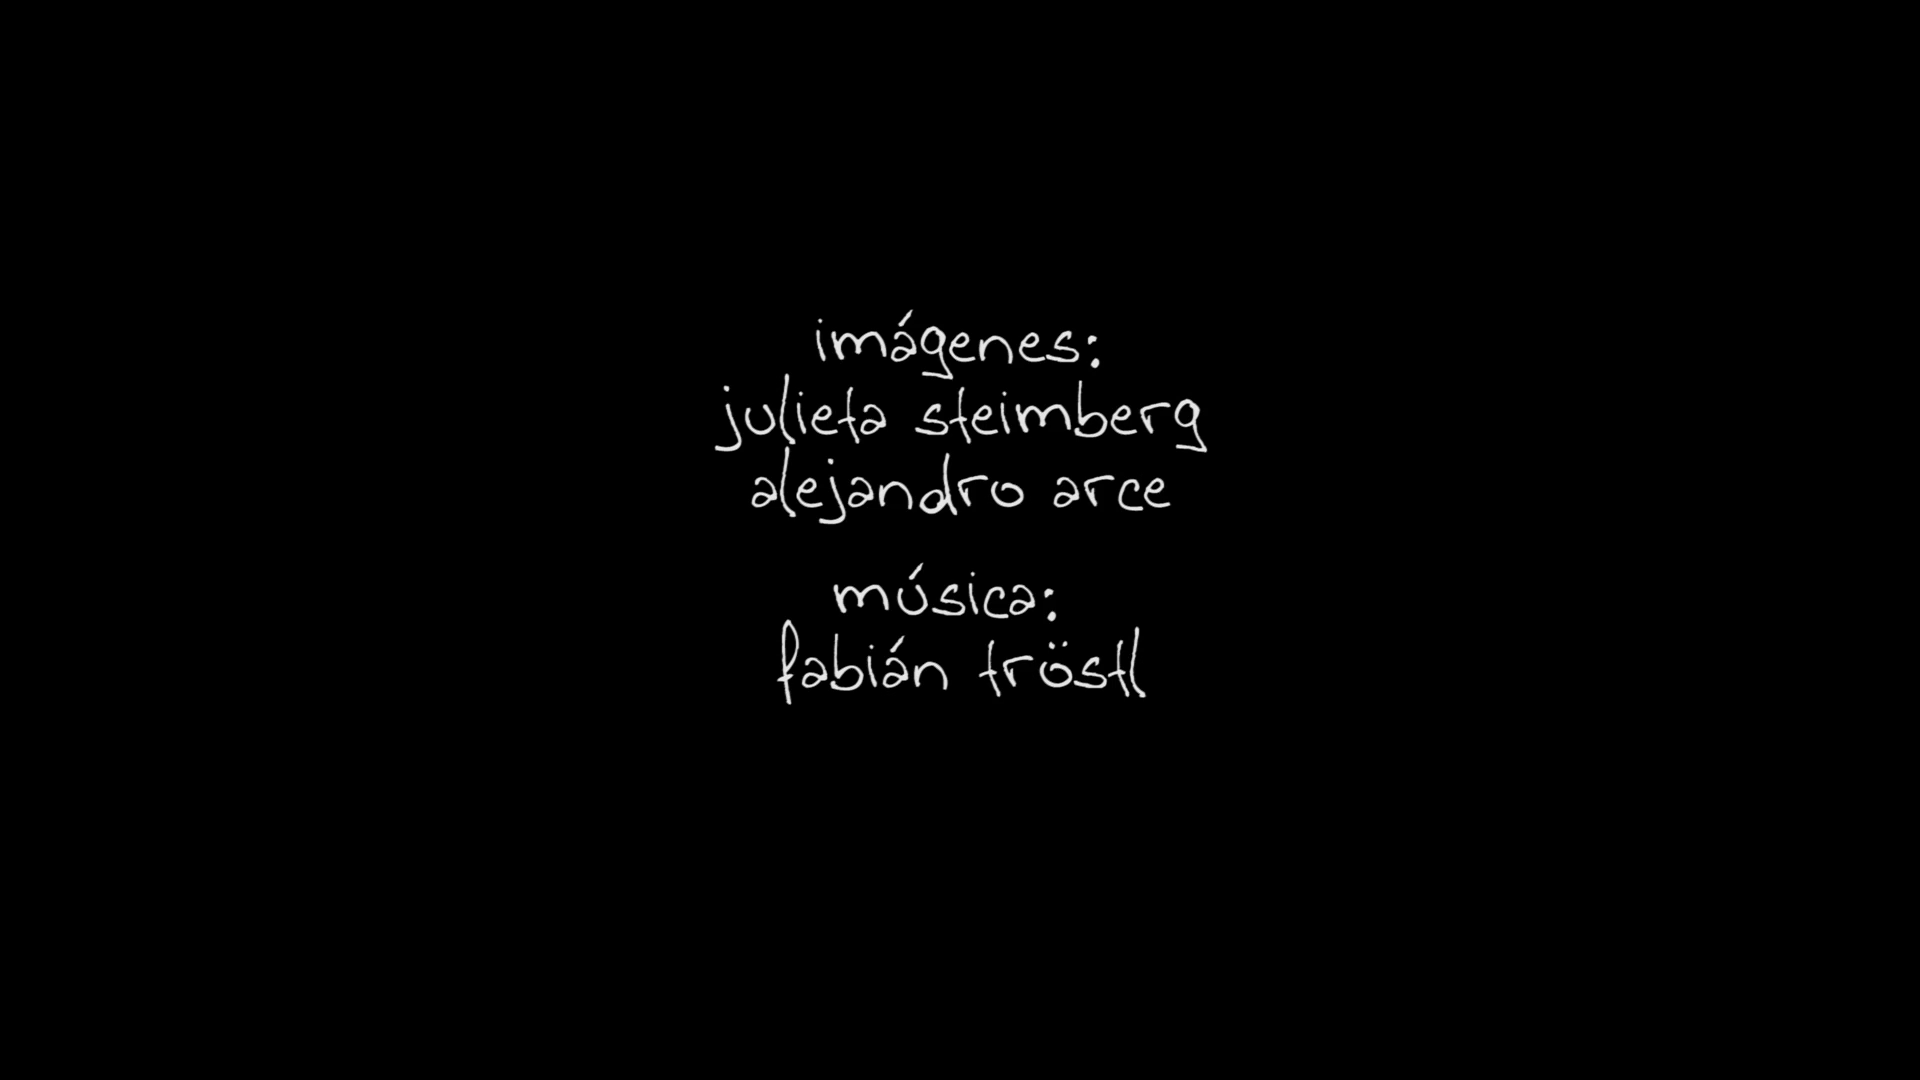 imágenes:
julieta steimberg
alejandro arce
música:
fabián tröstl